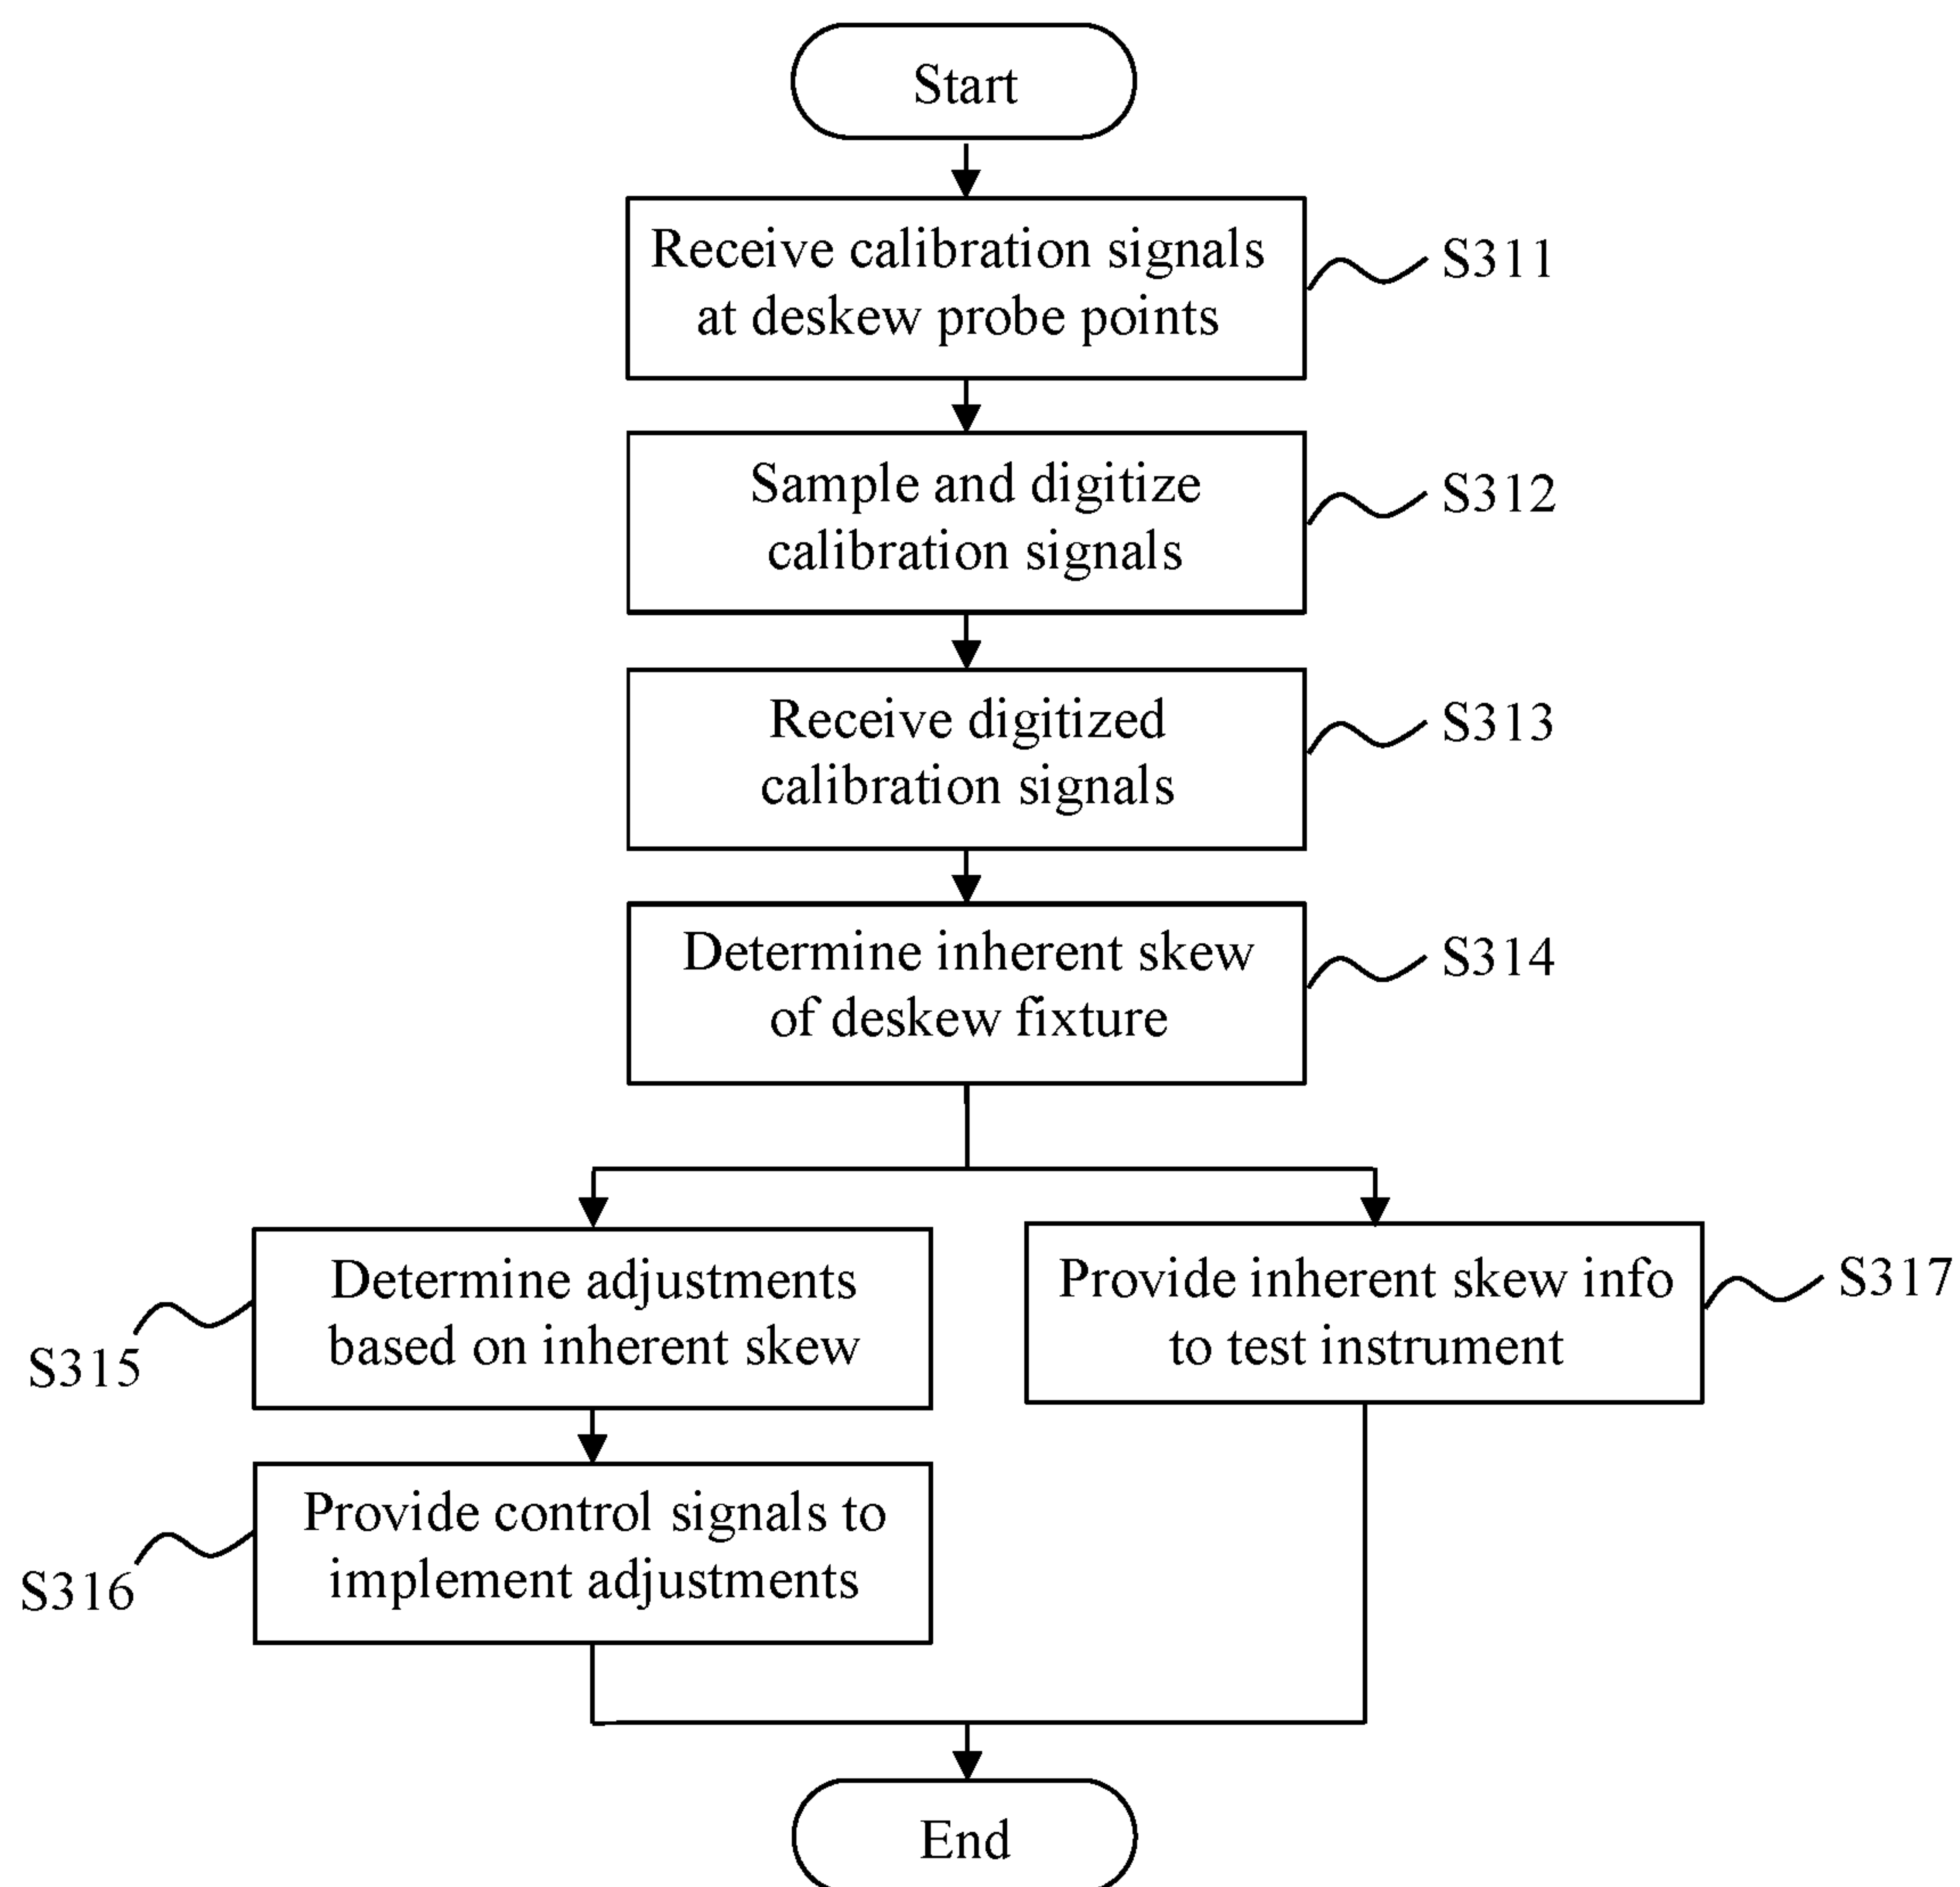 Start
Receive calibration signals
at deskew probe points
S311
Sample and digitize
calibration signals
S312
Receive digitized
calibration signals
S313
Determine inherent skew
of deskew fixture
S314
Determine adjustments
based on inherent skew
S315
Provide inherent skew info
to test instrument
S317
Provide control signals to
implement adjustments
S316
End